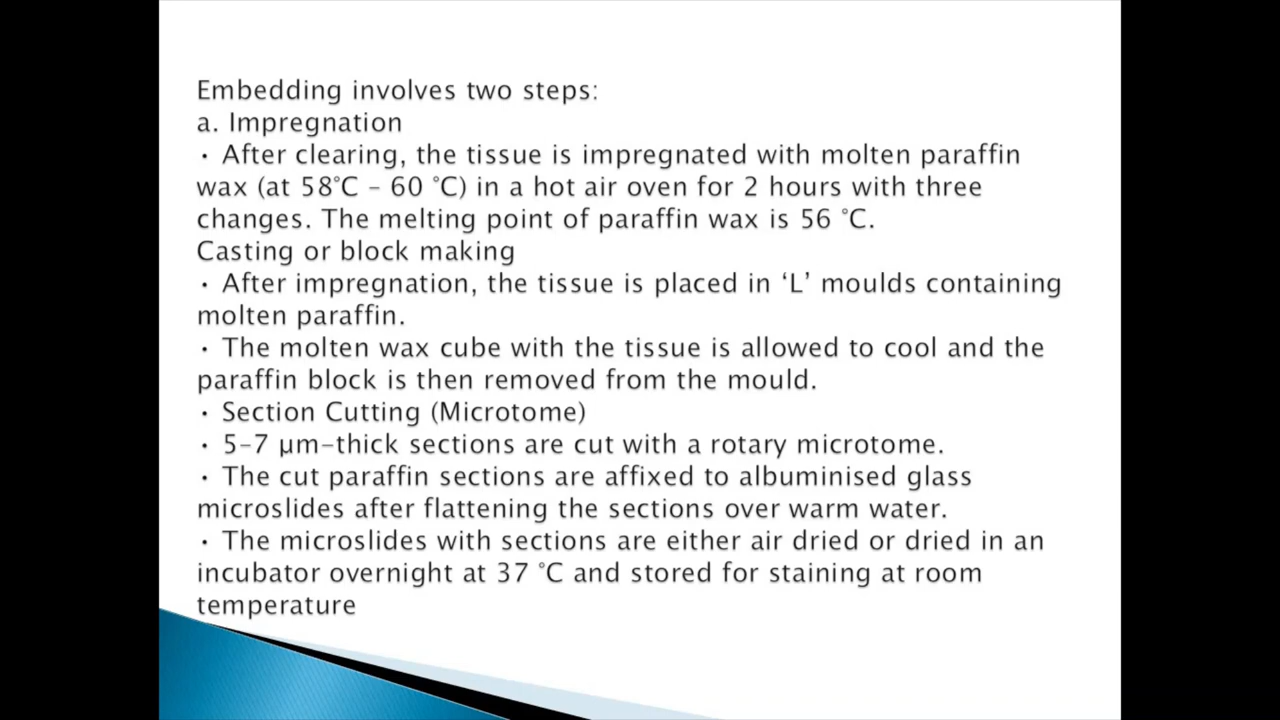 Embedding involves two steps:
a. Impregnation
• After clearing, the tissue is impregnated with molten paraffin
wax (at 58°C – 60 °C) in a hot air oven for 2 hours with three
changes. The melting point of paraffin wax is 56 °C.
Casting or block making
• After impregnation, the tissue is placed in ‘L’ moulds containing
molten paraffin.
• The molten wax cube with the tissue is allowed to cool and the
paraffin block is then removed from the mould.
• Section Cutting (Microtome)
• 5–7 µm–thick sections are cut with a rotary microtome.
• The cut paraffin sections are affixed to albuminised glass
microslides after flattening the sections over warm water.
• The microslides with sections are either air dried or dried in an
incubator overnight at 37 °C and stored for staining at room
temperature